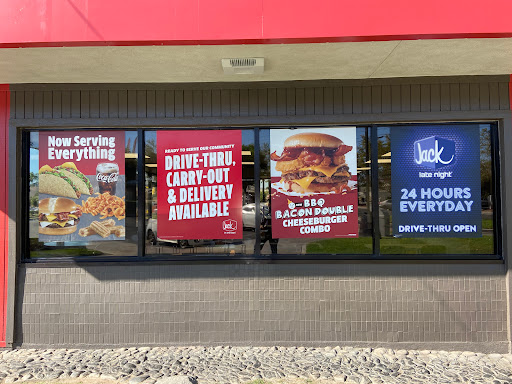 Now Serving
Everything
Coca-Cola
READY TO SERVE OUR COMMUNITY
DRIVE-THRU,
CARRY-OUT
& DELIVERY
AVAILABLE
BBQ
BACON DOUBLE
CHEESEBURGER
COMBO
Jack
late night
24 HOURS
EVERYDAY
DRIVE-THRU OPEN